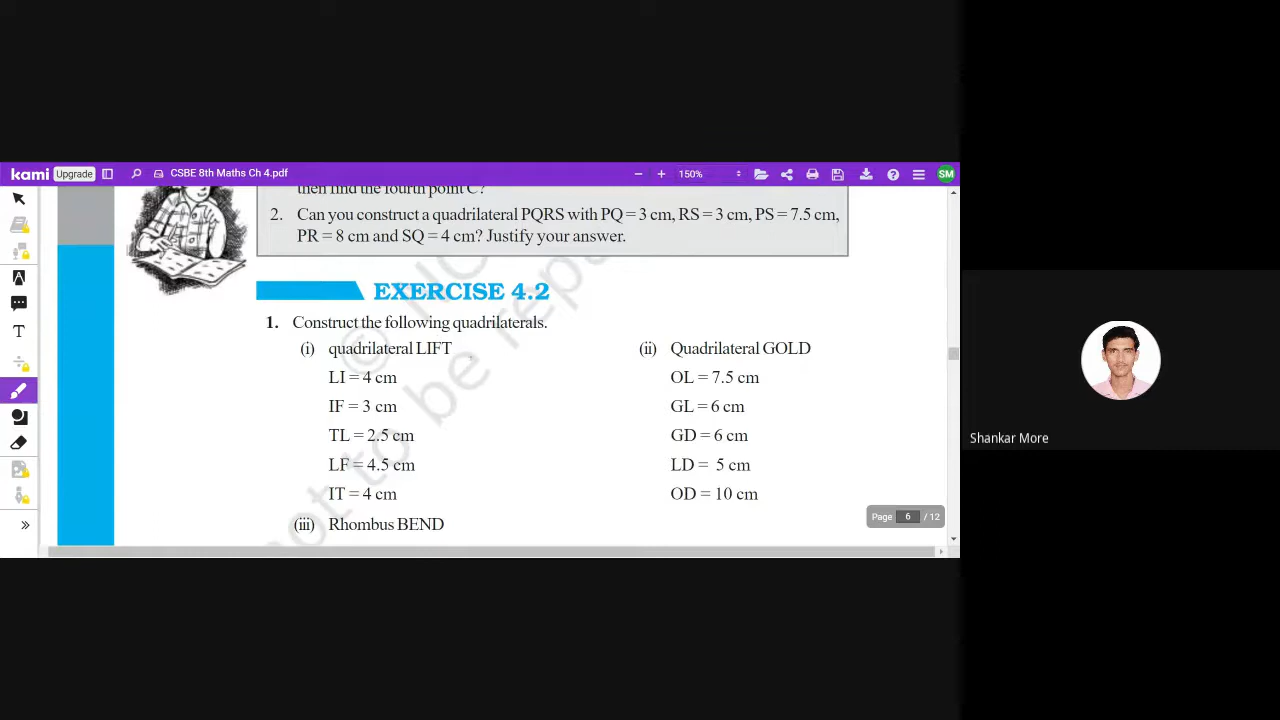 kami Upgrade CSBE 8th Maths Ch 4.pdf 150% SM
then find the fourth point C?
2. Can you construct a quadrilateral PQRS with PQ = 3 cm, RS = 3 cm, PS = 7.5 cm,
PR = 8 cm and SQ = 4 cm? Justify your answer.
EXERCISE 4.2
1. Construct the following quadrilaterals.
(i) quadrilateral LIFT
LI = 4 cm
IF = 3 cm
TL = 2.5 cm
LF = 4.5 cm
IT = 4 cm
(ii) Quadrilateral GOLD
OL = 7.5 cm
GL = 6 cm
GD = 6 cm
LD = 5 cm
OD = 10 cm
(iii) Rhombus BEND
Page 6 / 12
Shankar More
not to be rep
© NC